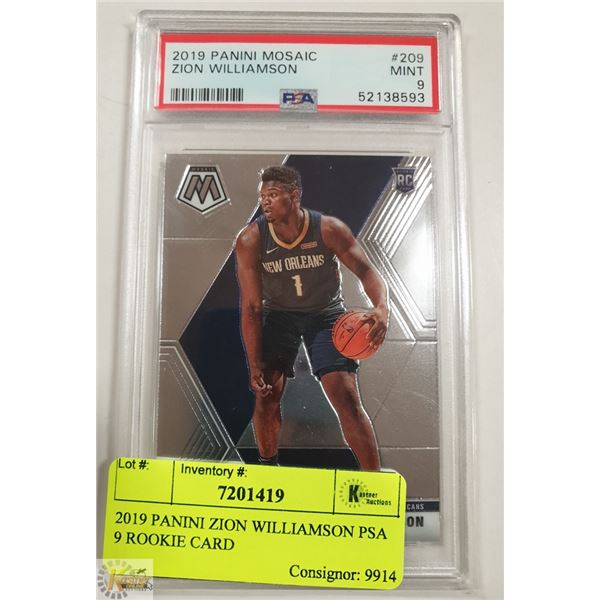 2019 PANINI MOSAIC #209
ZION WILLIAMSON MINT
9
PSA 52138593
MOSAIC
M
RC
NEW ORLEANS
1
Lot #: Inventory #:
7201419
Kastner
Auctions
2019 PANINI ZION WILLIAMSON PSA
9 ROOKIE CARD
Consignor: 9914